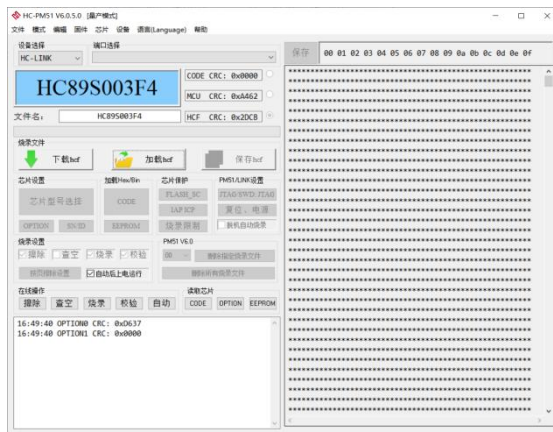 HC-PM51 V6.0.5.0 [量产模式]
文件 模式 编辑 固件 芯片 设备 语言(Language) 帮助
设备选择 端口选择
HC-LINK
保存 00 01 02 03 04 05 06 07 08 09 0a 0b 0c 0d 0e 0f
HC89S003F4
CODE CRC: 0x0000
MCU CRC: 0xA462
文件名: HC89S003F4 HCF CRC: 0x2DC8
烧录文件
下载hcf 加载hcf 保存hcf
芯片设置 加载Hex/Bin 芯片保护 PM51/LINK设置
芯片型号选择 CODE FLASH_SC JTAG/SWD-JTAG
IAP ICP 复位、电源
OPTION SN/ID EEPROM 烧录限制 脱机自动烧录
烧录设置 PM51 V6.0
擦除 查空 烧录 校验 00 删除指定烧录文件
按页擦除设置 自动后上电运行 删除所有烧录文件
在线操作 读取芯片
擦除 查空 烧录 校验 自动 CODE OPTION EEPROM
16:49:40 OPTION0 CRC: 0xD637
16:49:40 OPTION1 CRC: 0x0000